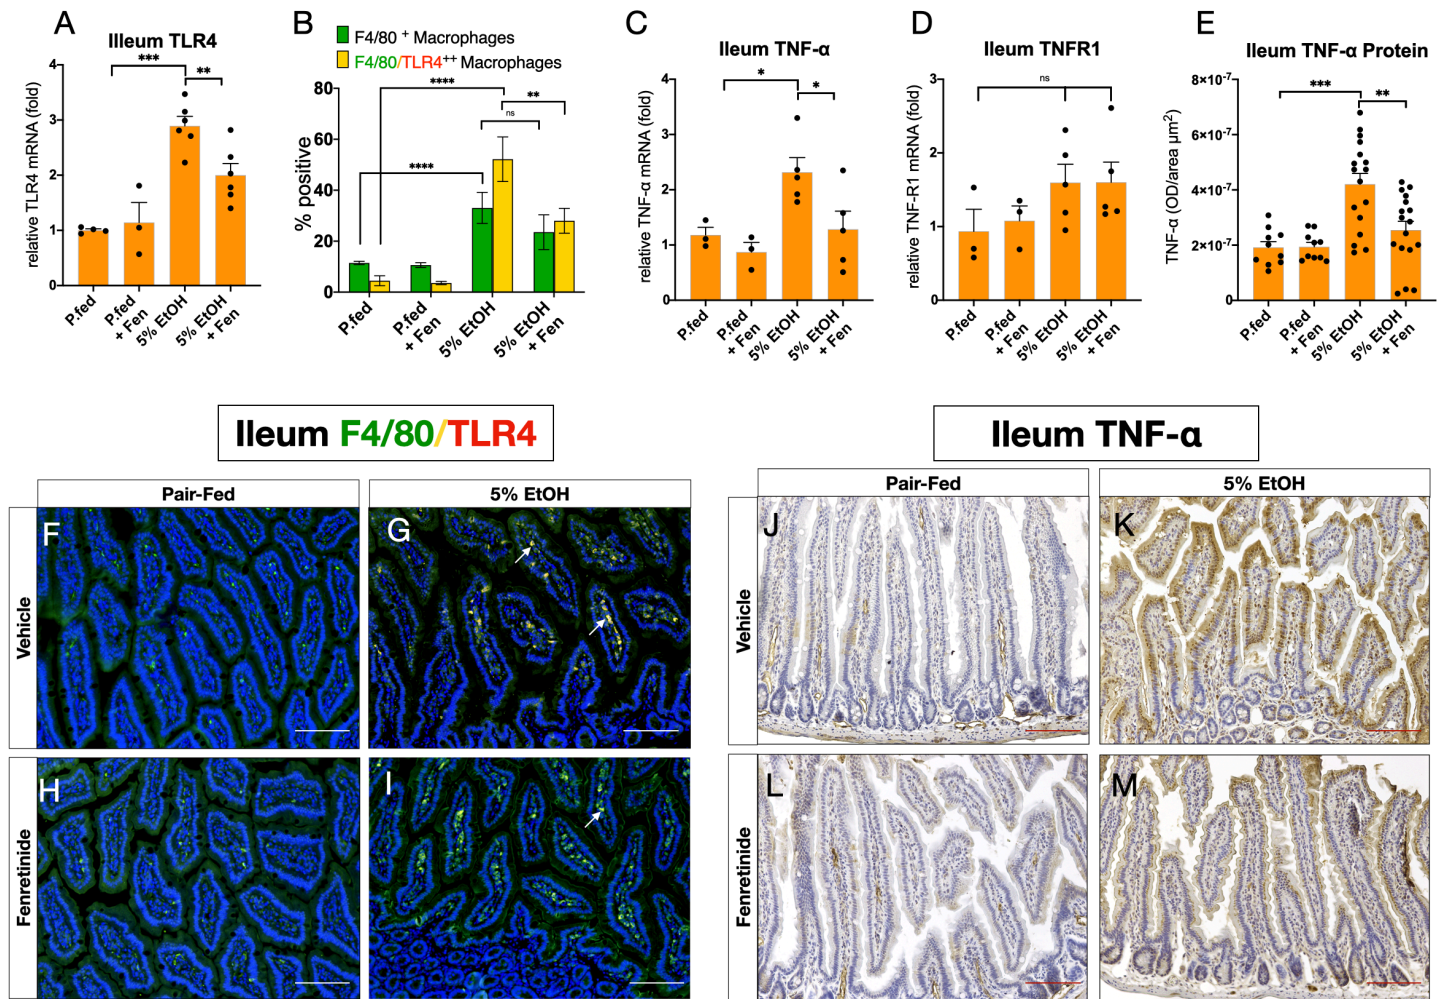 A
Illeum TLR4
relative TLR4 mRNA (fold)
4
3
2
1
0
***
**
P.fed
P.fed
+ Fen
5% EtOH
5% EtOH
+ Fen
B
F4/80 + Macrophages
F4/80/TLR4++ Macrophages
% positive
80
60
40
20
0
****
**
ns
****
P.fed
P.fed
+ Fen
5% EtOH
5% EtOH
+ Fen
C
Ileum TNF-α
relative TNF-α mRNA (fold)
4
3
2
1
0
*
*
P.fed
P.fed
+ Fen
5% EtOH
5% EtOH
+ Fen
D
Ileum TNFR1
relative TNF-R1 mRNA (fold)
3
2
1
0
ns
P.fed
P.fed
+ Fen
5% EtOH
5% EtOH
+ Fen
E
Ileum TNF-α Protein
TNF-α (OD/area µm²)
8×10⁻⁷
6×10⁻⁷
4×10⁻⁷
2×10⁻⁷
0
***
**
P.fed
P.fed
+ Fen
5% EtOH
5% EtOH
+ Fen
Ileum F4/80/TLR4
Pair-Fed
5% EtOH
Vehicle
Fenretinide
F
G
H
I
Ileum TNF-α
Pair-Fed
5% EtOH
Vehicle
Fenretinide
J
K
L
M